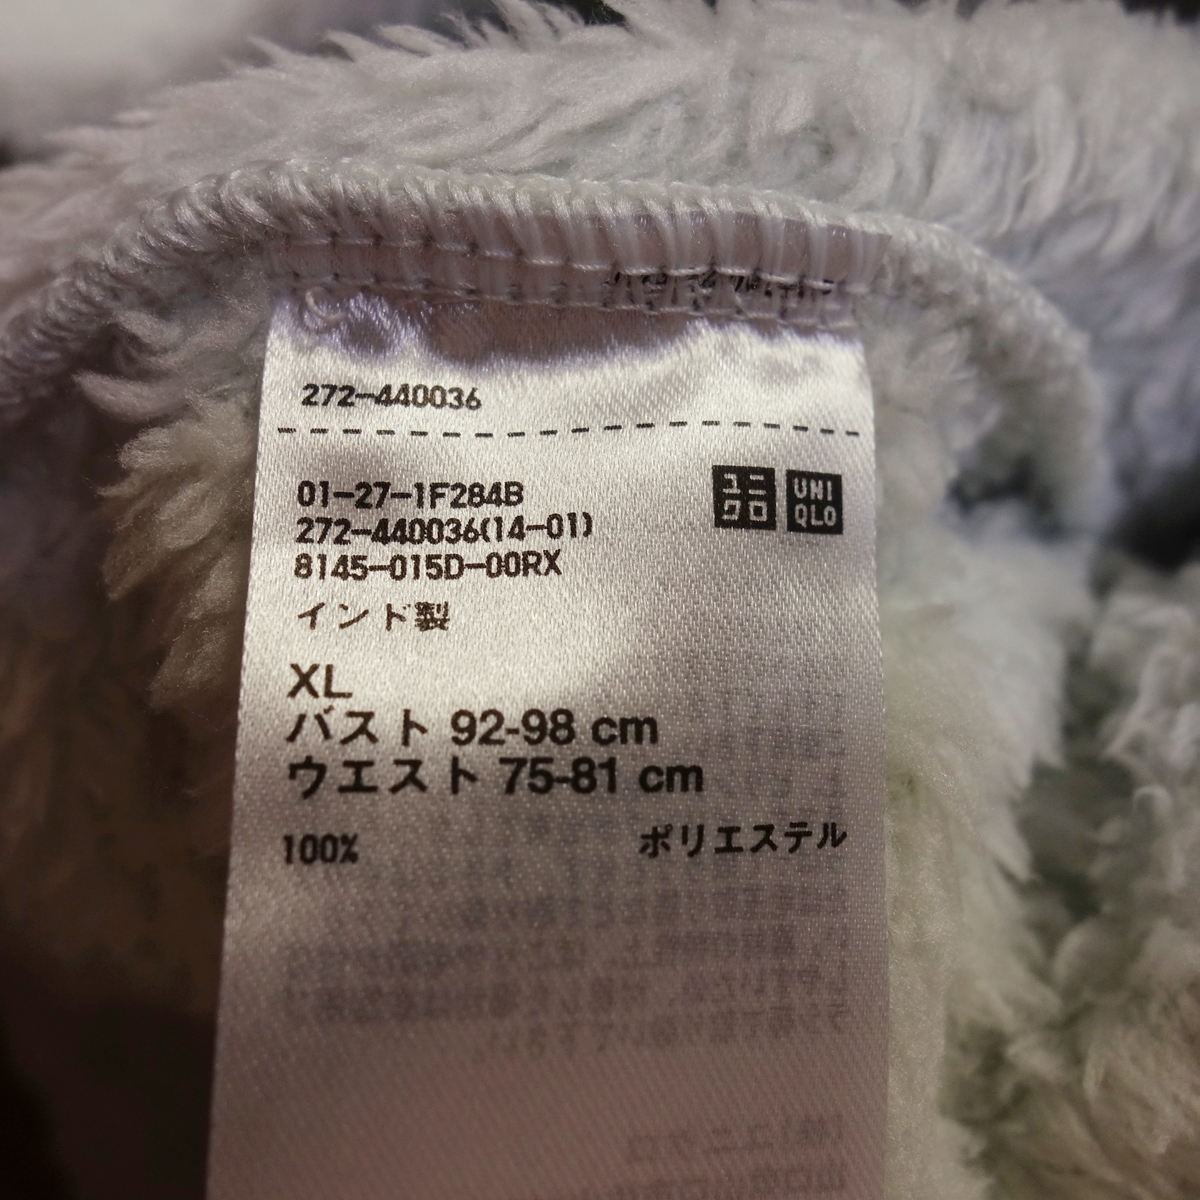 272-440036
ユニ
クロ
UNI
QLO
01-27-1F284B
272-440036(14-01)
8145-015D-00RX
インド製
XL
バスト 92-98 cm
ウエスト 75-81 cm
100% ポリエステル